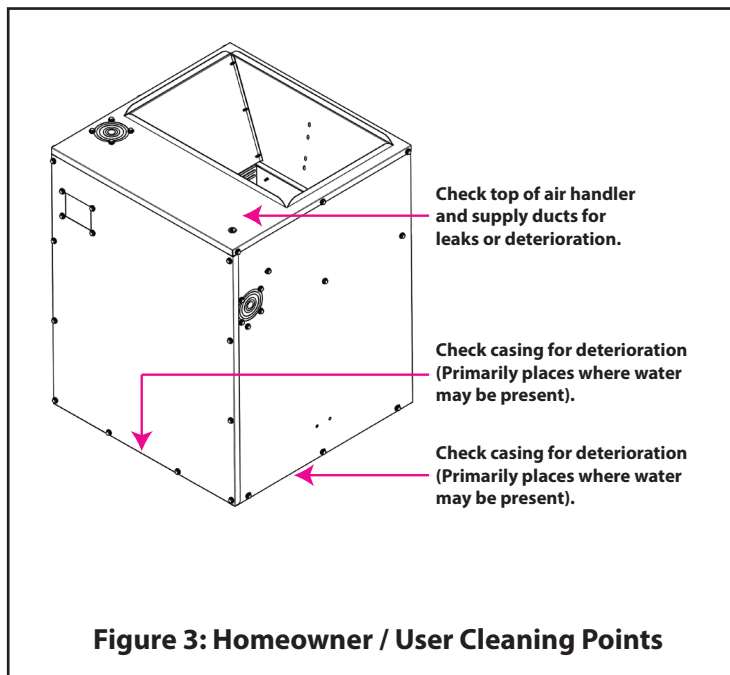 Check top of air handler
and supply ducts for
leaks or deterioration.
Check casing for deterioration
(Primarily places where water
may be present).
Check casing for deterioration
(Primarily places where water
may be present).
Figure 3: Homeowner / User Cleaning Points